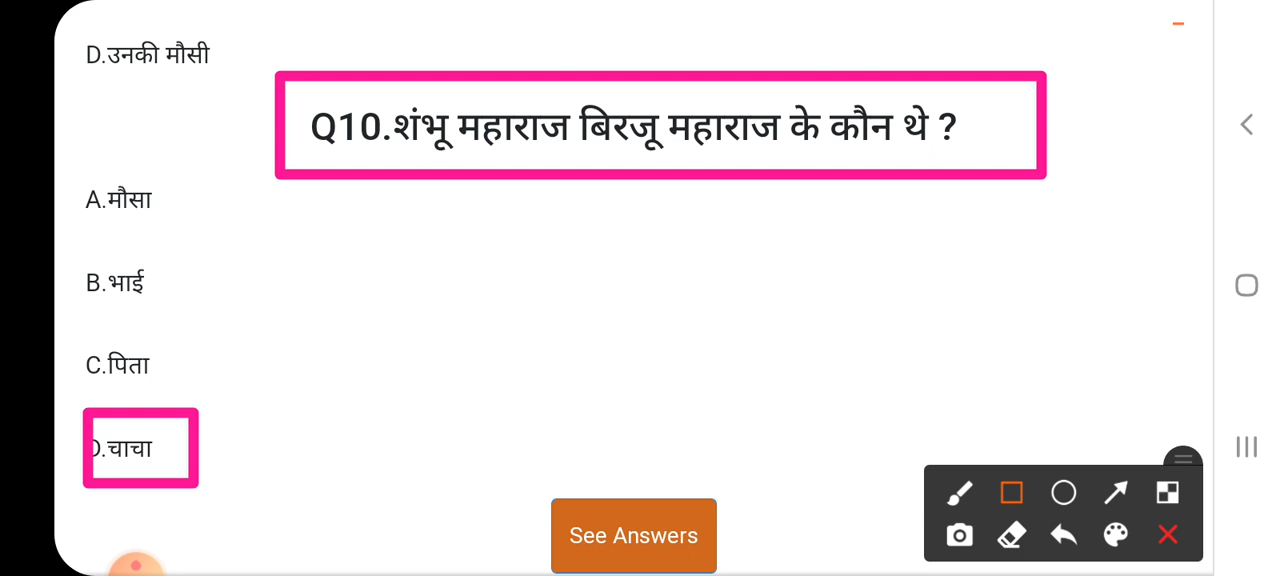 D.उनकी मौसी
Q10.शंभू महाराज बिरजू महाराज के कौन थे ?
A.मौसा
B.भाई
C.पिता
D.चाचा
See Answers